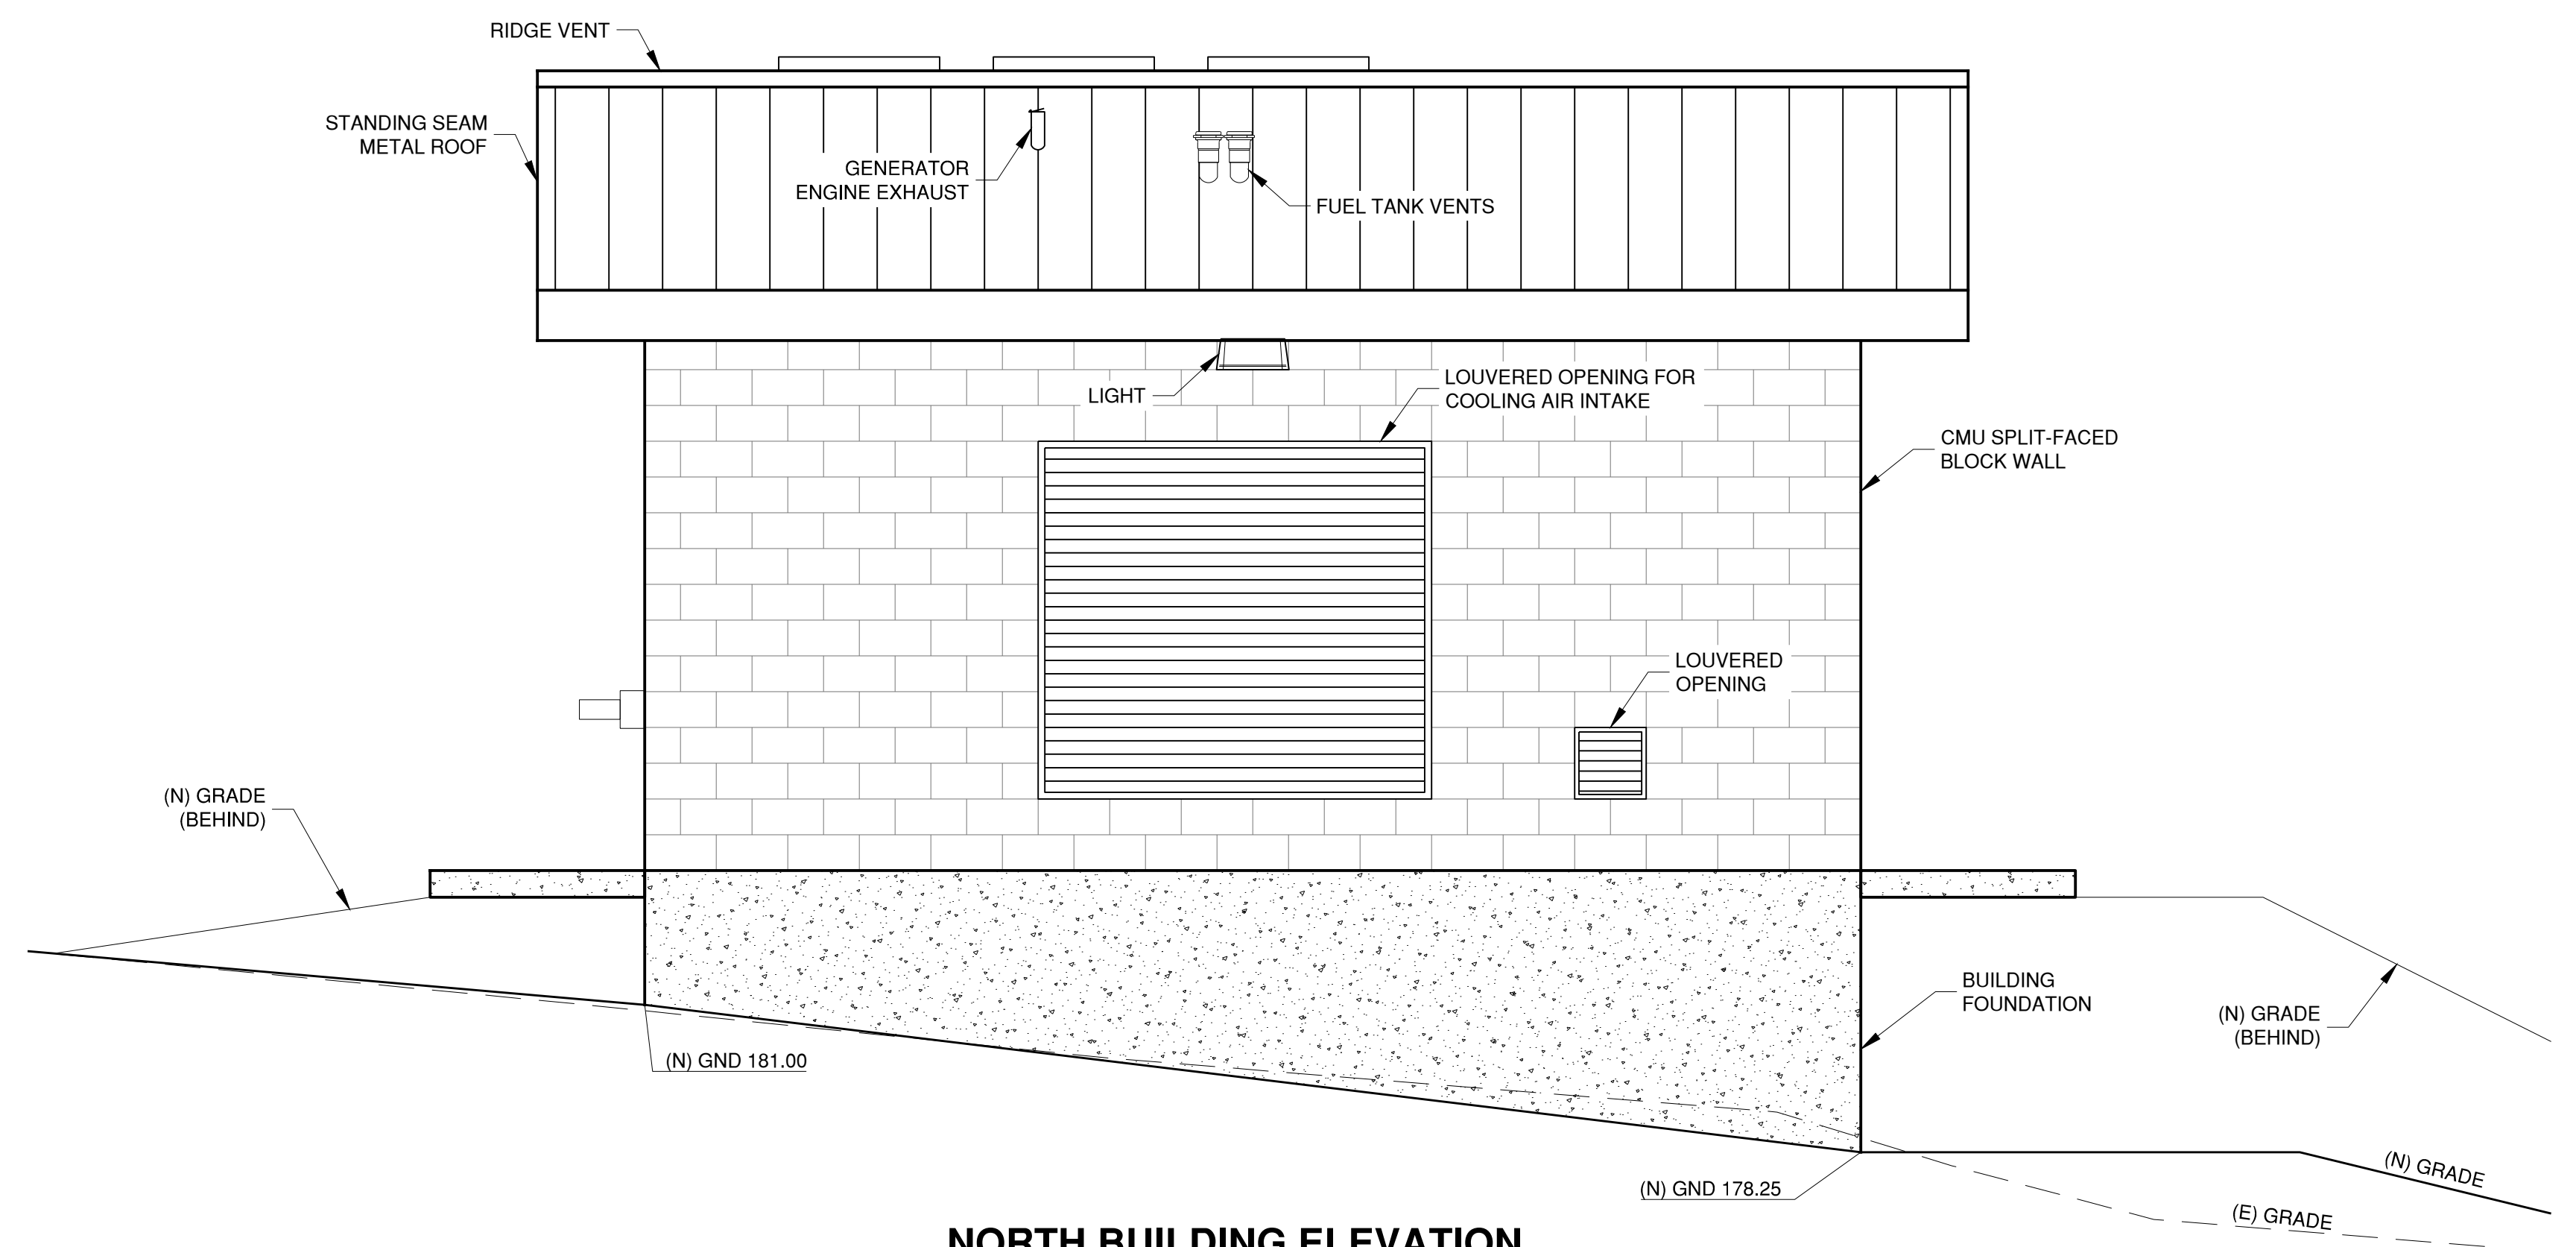 RIDGE VENT
STANDING SEAM
METAL ROOF
GENERATOR
ENGINE EXHAUST
FUEL TANK VENTS
LIGHT
LOUVERED OPENING FOR
COOLING AIR INTAKE
CMU SPLIT-FACED
BLOCK WALL
LOUVERED
OPENING
(N) GRADE
(BEHIND)
BUILDING
FOUNDATION
(N) GRADE
(BEHIND)
(N) GND 181.00
(N) GND 178.25
(N) GRADE
(E) GRADE
NORTH BUILDING ELEVATION